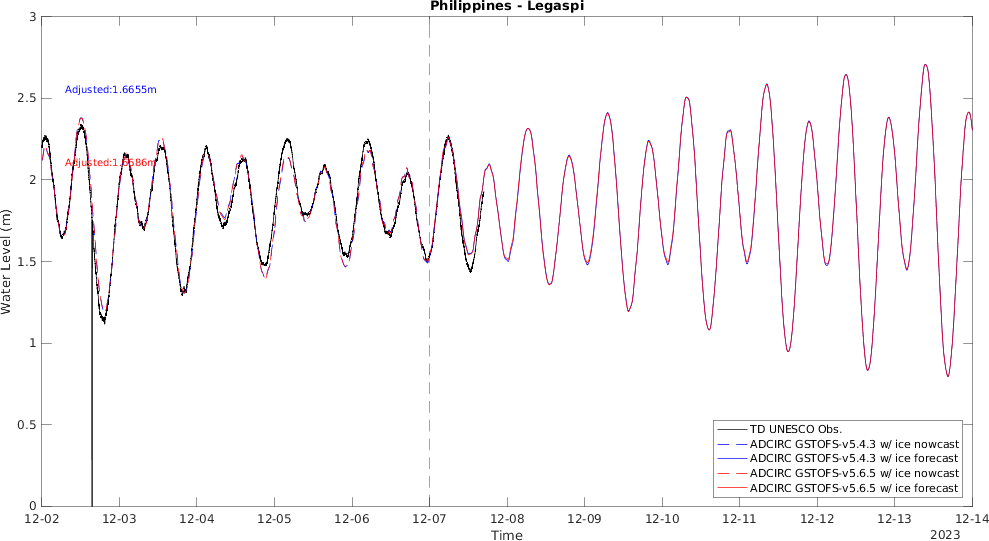 Philippines - Legaspi
3
2.5
2
1.5
1
0.5
0
Water Level (m)
Adjusted:1.6655m
Adjusted:1.6586m
12-02
12-03
12-04
12-05
12-06
12-07
12-08
12-09
12-10
12-11
12-12
12-13
12-14
Time
2023
TD UNESCO Obs.
ADCIRC GSTOFS-v5.4.3 w/ ice nowcast
ADCIRC GSTOFS-v5.4.3 w/ ice forecast
ADCIRC GSTOFS-v5.6.5 w/ ice nowcast
ADCIRC GSTOFS-v5.6.5 w/ ice forecast